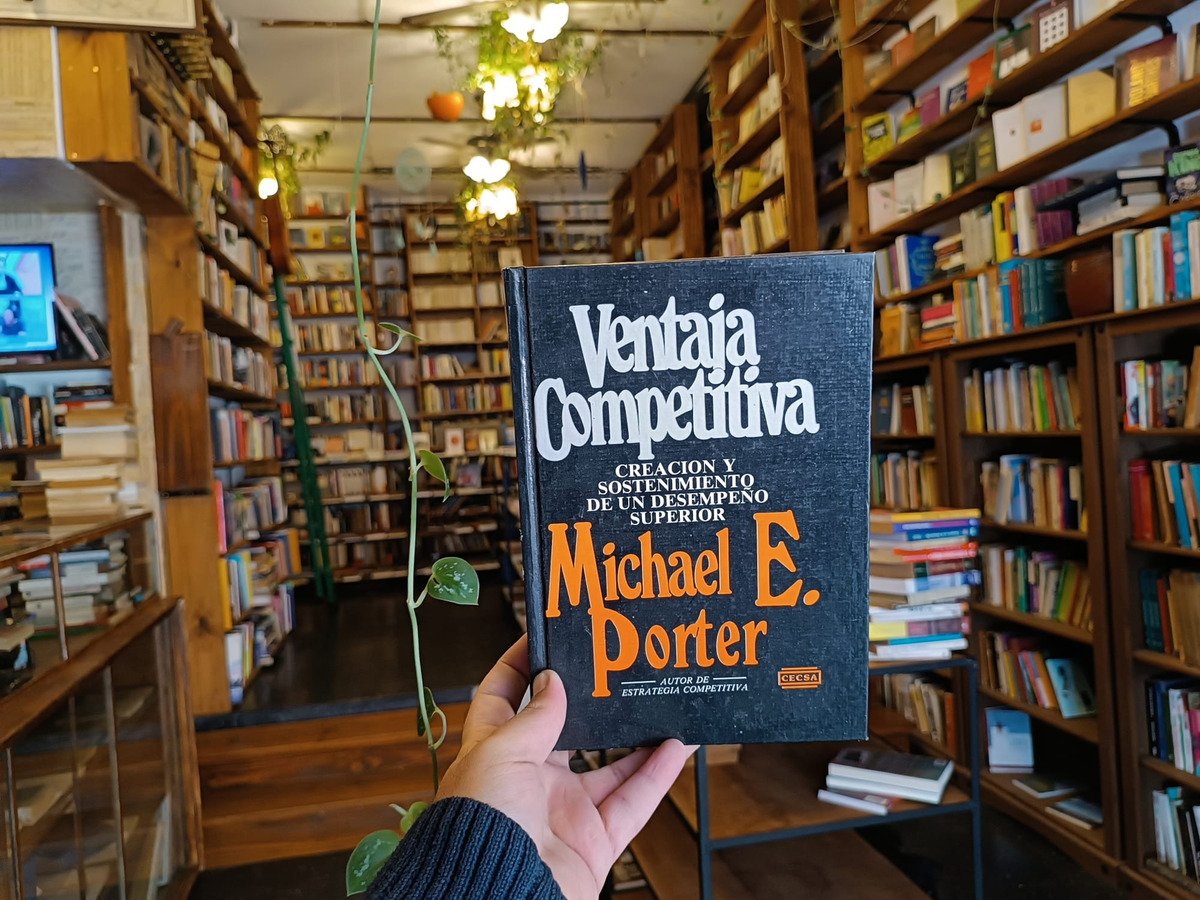 Ventaja
Competitiva
CREACION Y
SOSTENIMIENTO
DE UN DESEMPEÑO
SUPERIOR
Michael E.
Porter
AUTOR DE
ESTRATEGIA COMPETITIVA
CECSA